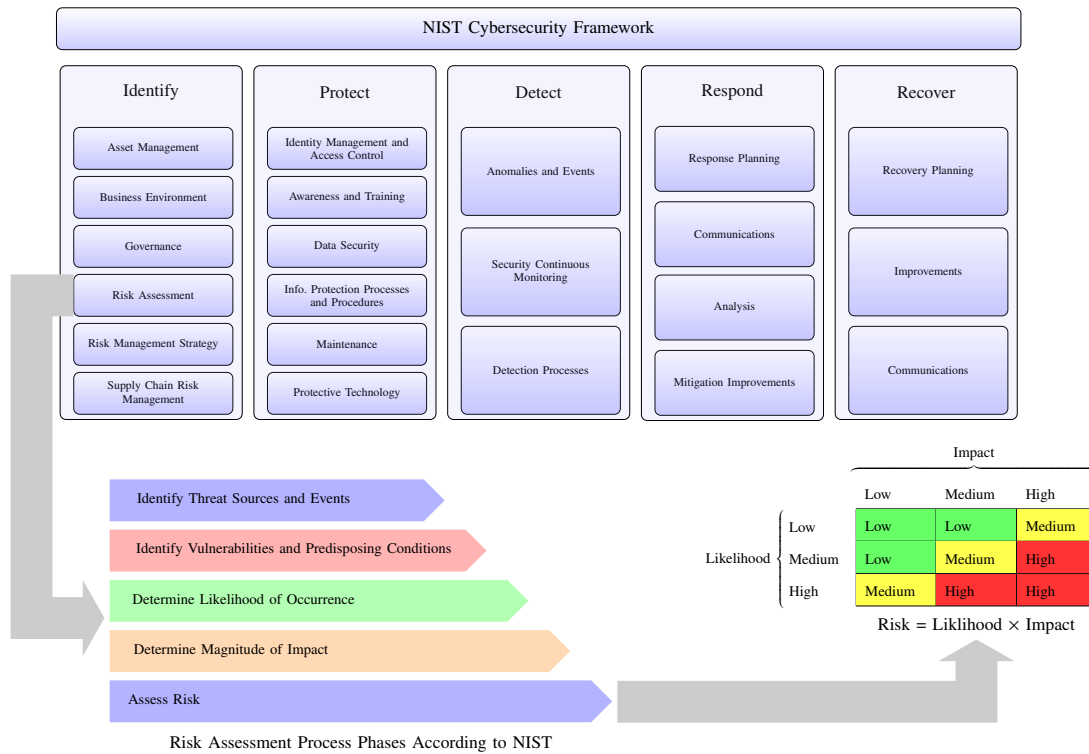 NIST Cybersecurity Framework
Identify
Asset Management
Business Environment
Governance
Risk Assessment
Risk Management Strategy
Supply Chain Risk
Management
Protect
Identity Management and
Access Control
Awareness and Training
Data Security
Info. Protection Processes
and Procedures
Maintenance
Protective Technology
Detect
Anomalies and Events
Security Continuous
Monitoring
Detection Processes
Respond
Response Planning
Communications
Analysis
Mitigation Improvements
Recover
Recovery Planning
Improvements
Communications
Identify Threat Sources and Events
Identify Vulnerabilities and Predisposing Conditions
Determine Likelihood of Occurrence
Determine Magnitude of Impact
Assess Risk
Risk Assessment Process Phases According to NIST
Impact
Low Medium High
Likelihood
Low Low Low Medium
Medium Low Medium High
High Medium High High
Risk = Liklihood × Impact